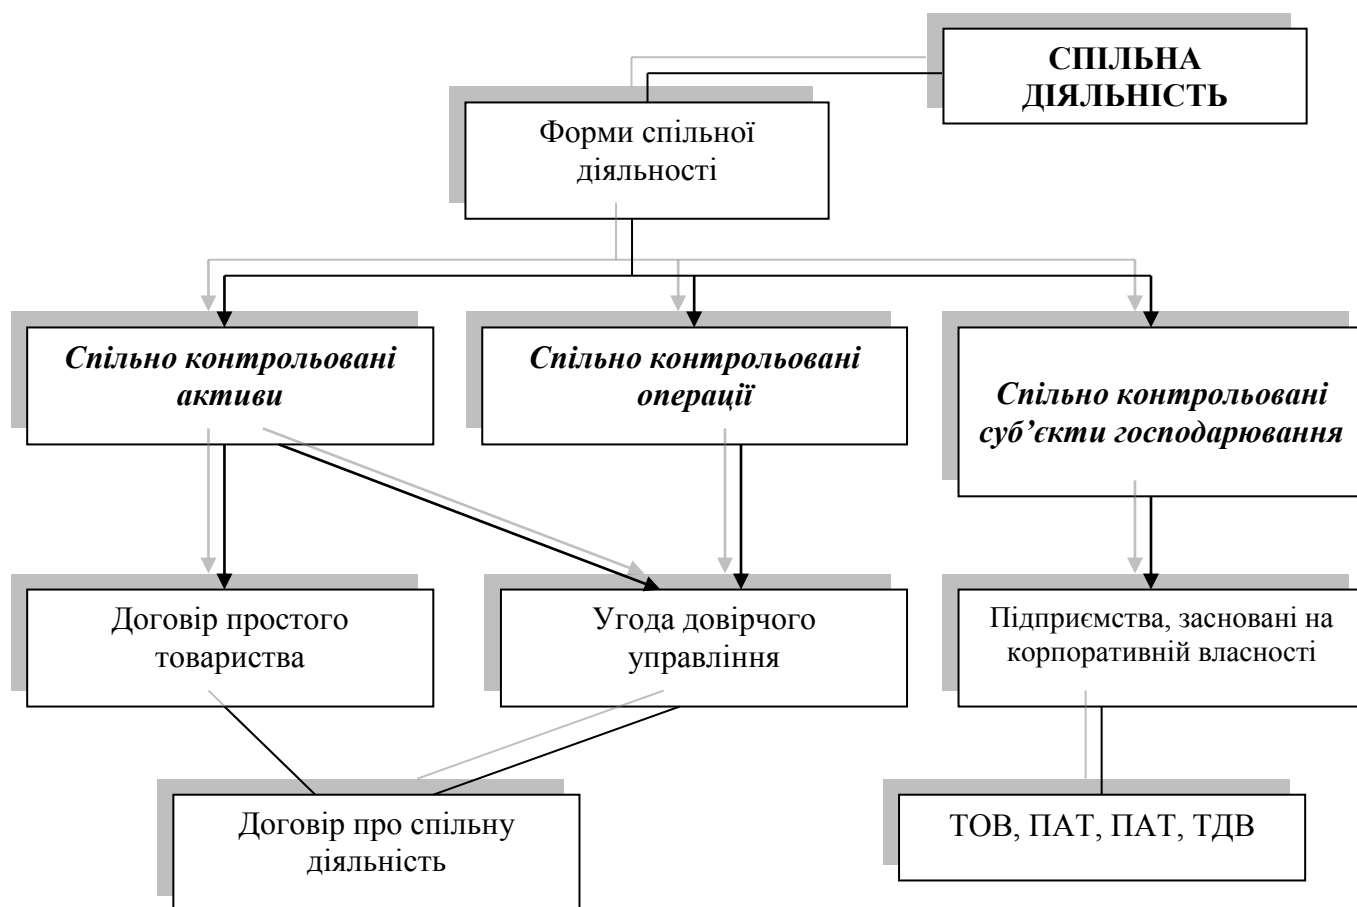 СПІЛЬНА
ДІЯЛЬНІСТЬ
Форми спільної
діяльності
Спільно контрольовані
активи
Спільно контрольовані
операції
Спільно контрольовані
суб’єкти господарювання
Договір простого
товариства
Угода довірчого
управління
Підприємства, засновані на
корпоративній власності
Договір про спільну
діяльність
ТОВ, ПАТ, ПАТ, ТДВ